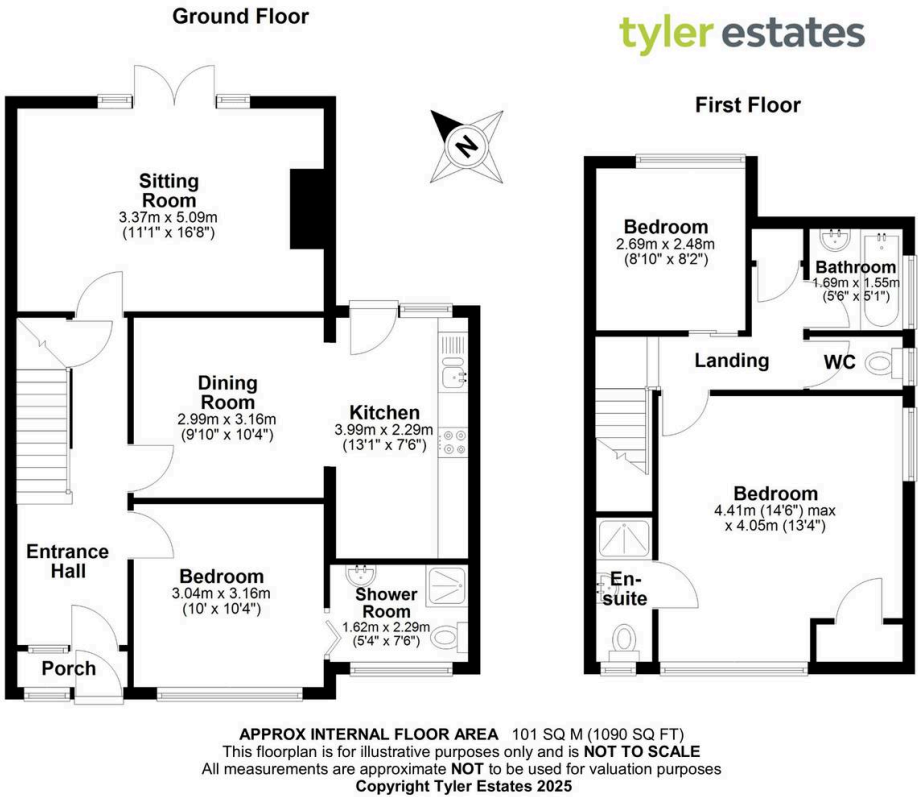 Ground Floor
tyler estates
First Floor
N
Sitting
Room
3.37m x 5.09m
(11'1" x 16'8")
Dining
Room
2.99m x 3.16m
(9'10" x 10'4")
Kitchen
3.99m x 2.29m
(13'1" x 7'6")
Entrance
Hall
Bedroom
3.04m x 3.16m
(10' x 10'4")
Shower
Room
1.62m x 2.29m
(5'4" x 7'6")
Porch
Bedroom
2.69m x 2.48m
(8'10" x 8'2")
Bathroom
1.69m x 1.55m
(5'6" x 5'1")
Landing
WC
Bedroom
4.41m (14'6") max
x 4.05m (13'4")
En-
suite
APPROX INTERNAL FLOOR AREA 101 SQ M (1090 SQ FT)
This floorplan is for illustrative purposes only and is NOT TO SCALE
All measurements are approximate NOT to be used for valuation purposes
Copyright Tyler Estates 2025